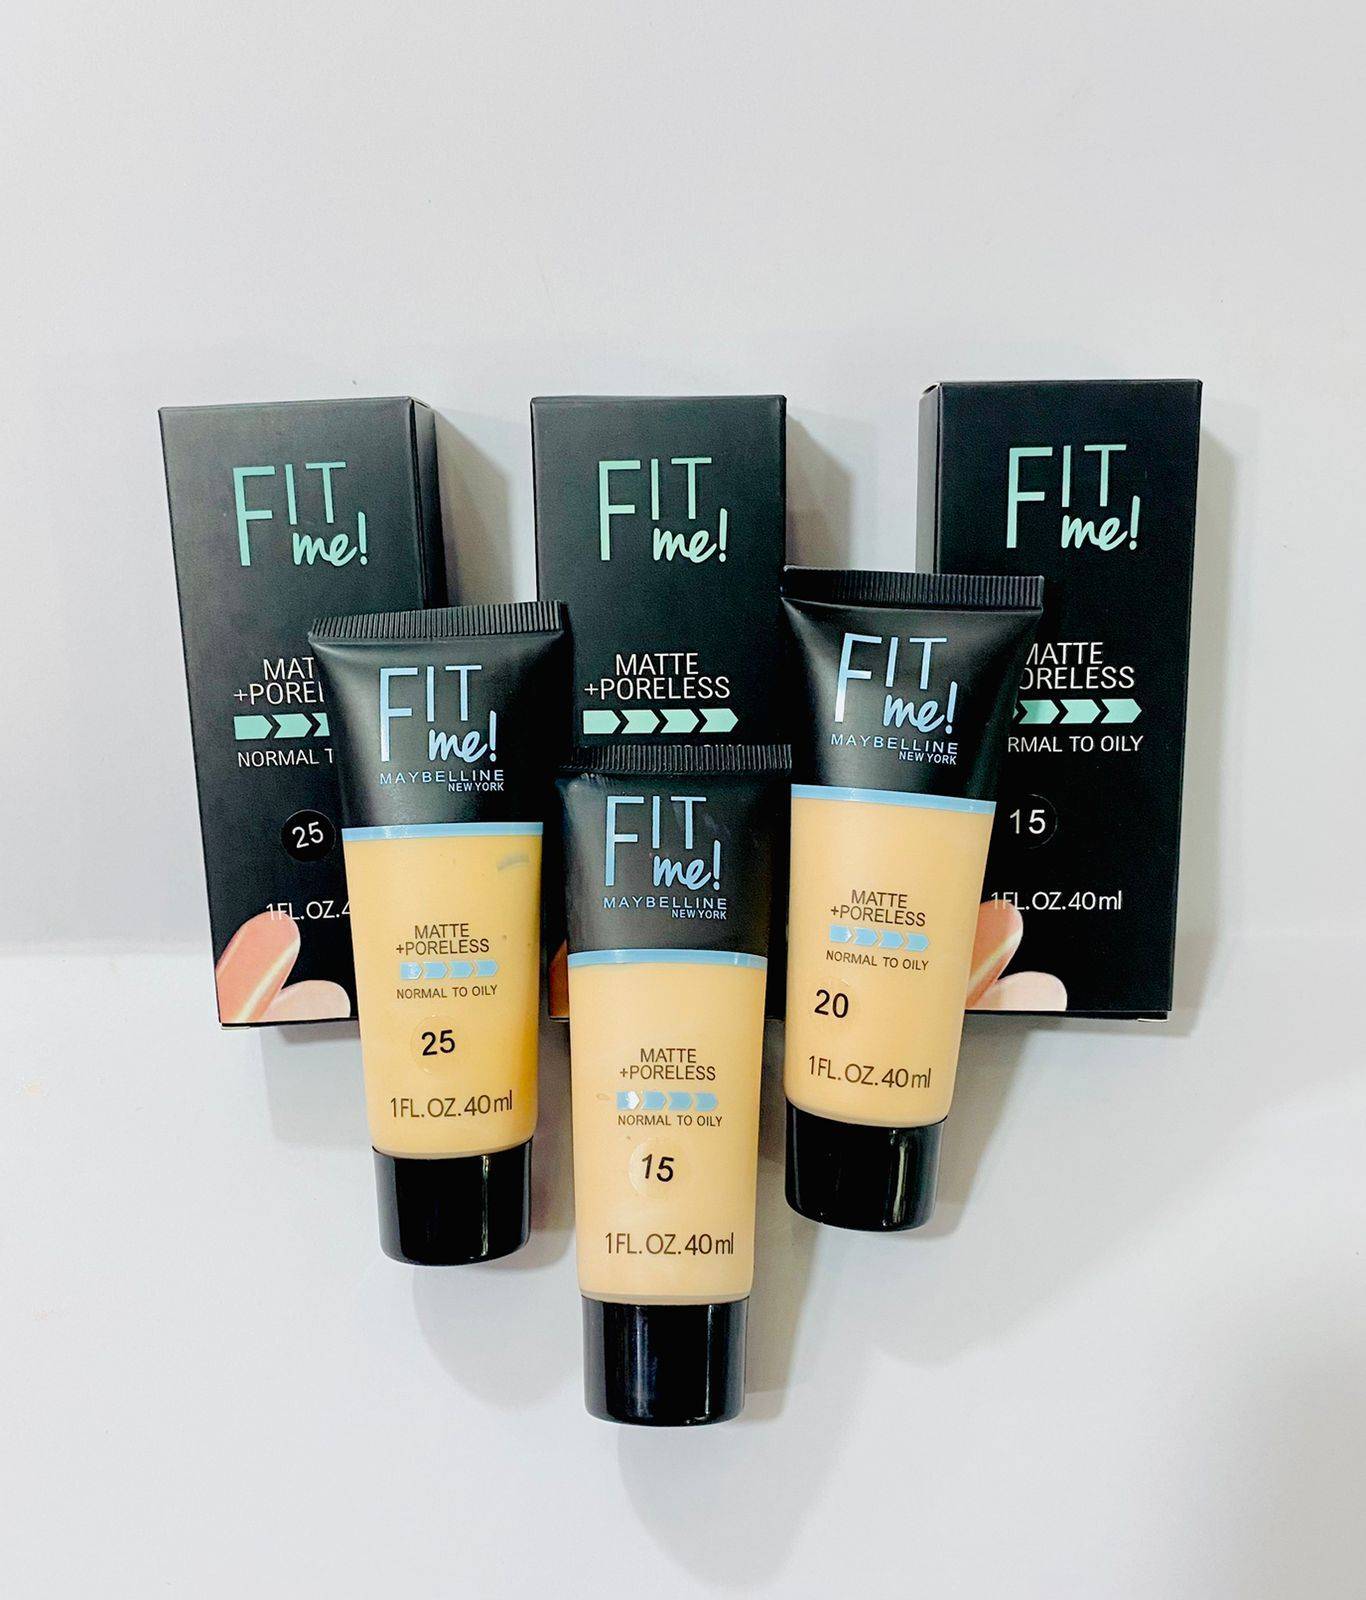 FIT
me!
MAT
+POREL
NORMAL T
25
1FL.OZ.4
FIT
me!
MATTE
+PORELESS
FIT
me!
MATTE
ORELESS
RMAL TO OILY
15
1FL.OZ.40ml
FIT
me!
MAYBELLINE
NEW YORK
MATTE
+PORELESS
NORMAL TO OILY
25
1FL.OZ.40ml
FIT
me!
MAYBELLINE
NEW YORK
MATTE
+PORELESS
NORMAL TO OILY
15
1FL.OZ.40ml
FIT
me!
MAYBELLINE
NEW YORK
MATTE
+PORELESS
NORMAL TO OILY
20
1FL.OZ.40ml